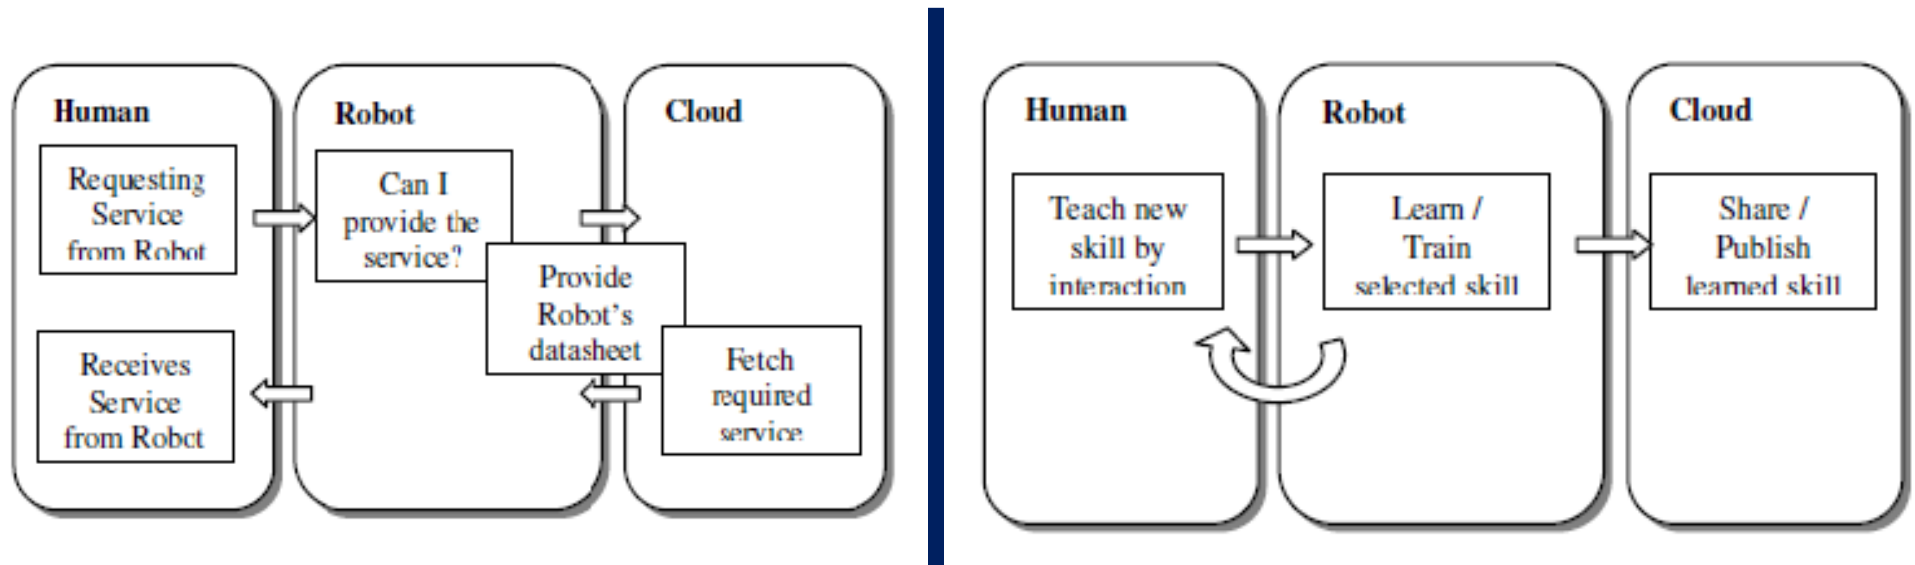 Human
Requesting
Service
from Robot
Receives
Service
from Robot
Robot
Can I
provide the
service?
Provide
Robot's
datasheet
Cloud
Fetch
required
service
Human
Teach new
skill by
interaction
Robot
Learn /
Train
selected skill
Cloud
Share /
Publish
learned skill